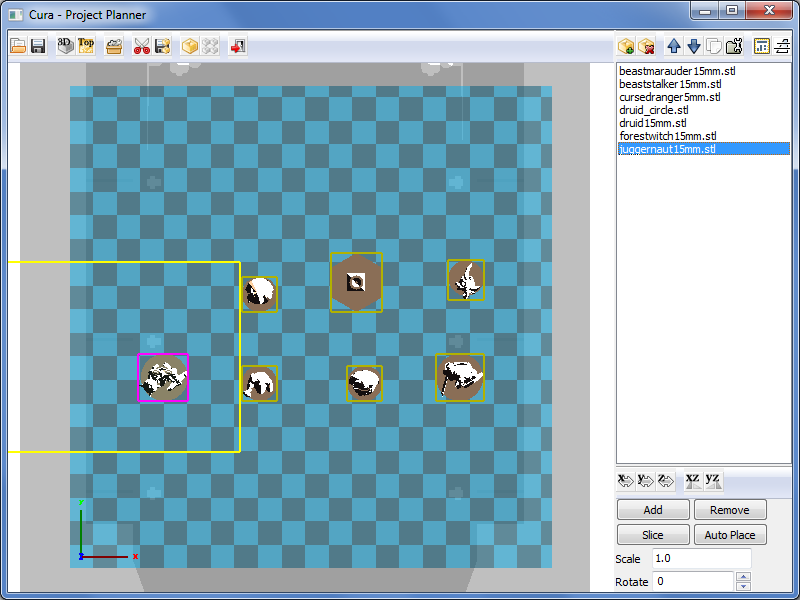 Cura - Project Planner
3D Top
beastmarauder15mm.stl
beaststalker15mm.stl
cursedranger5mm.stl
druid_circle.stl
druid15mm.stl
forestwitch15mm.stl
juggernaut15mm.stl
x y z xz yz
Add Remove
Slice Auto Place
Scale 1.0
Rotate 0
Y
Z X